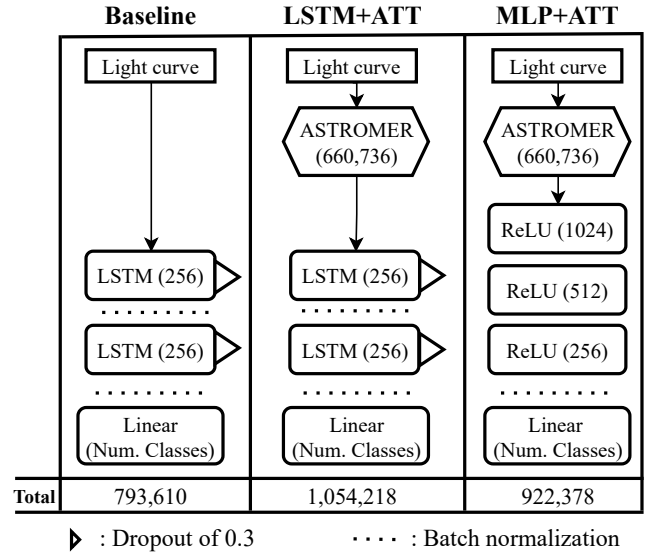 Baseline LSTM+ATT MLP+ATT
Light curve Light curve Light curve
ASTROMER ASTROMER
(660,736) (660,736)
ReLU (1024)
LSTM (256) LSTM (256) ReLU (512)
LSTM (256) LSTM (256) ReLU (256)
Linear Linear Linear
(Num. Classes) (Num. Classes) (Num. Classes)
Total 793,610 1,054,218 922,378
: Dropout of 0.3 : Batch normalization